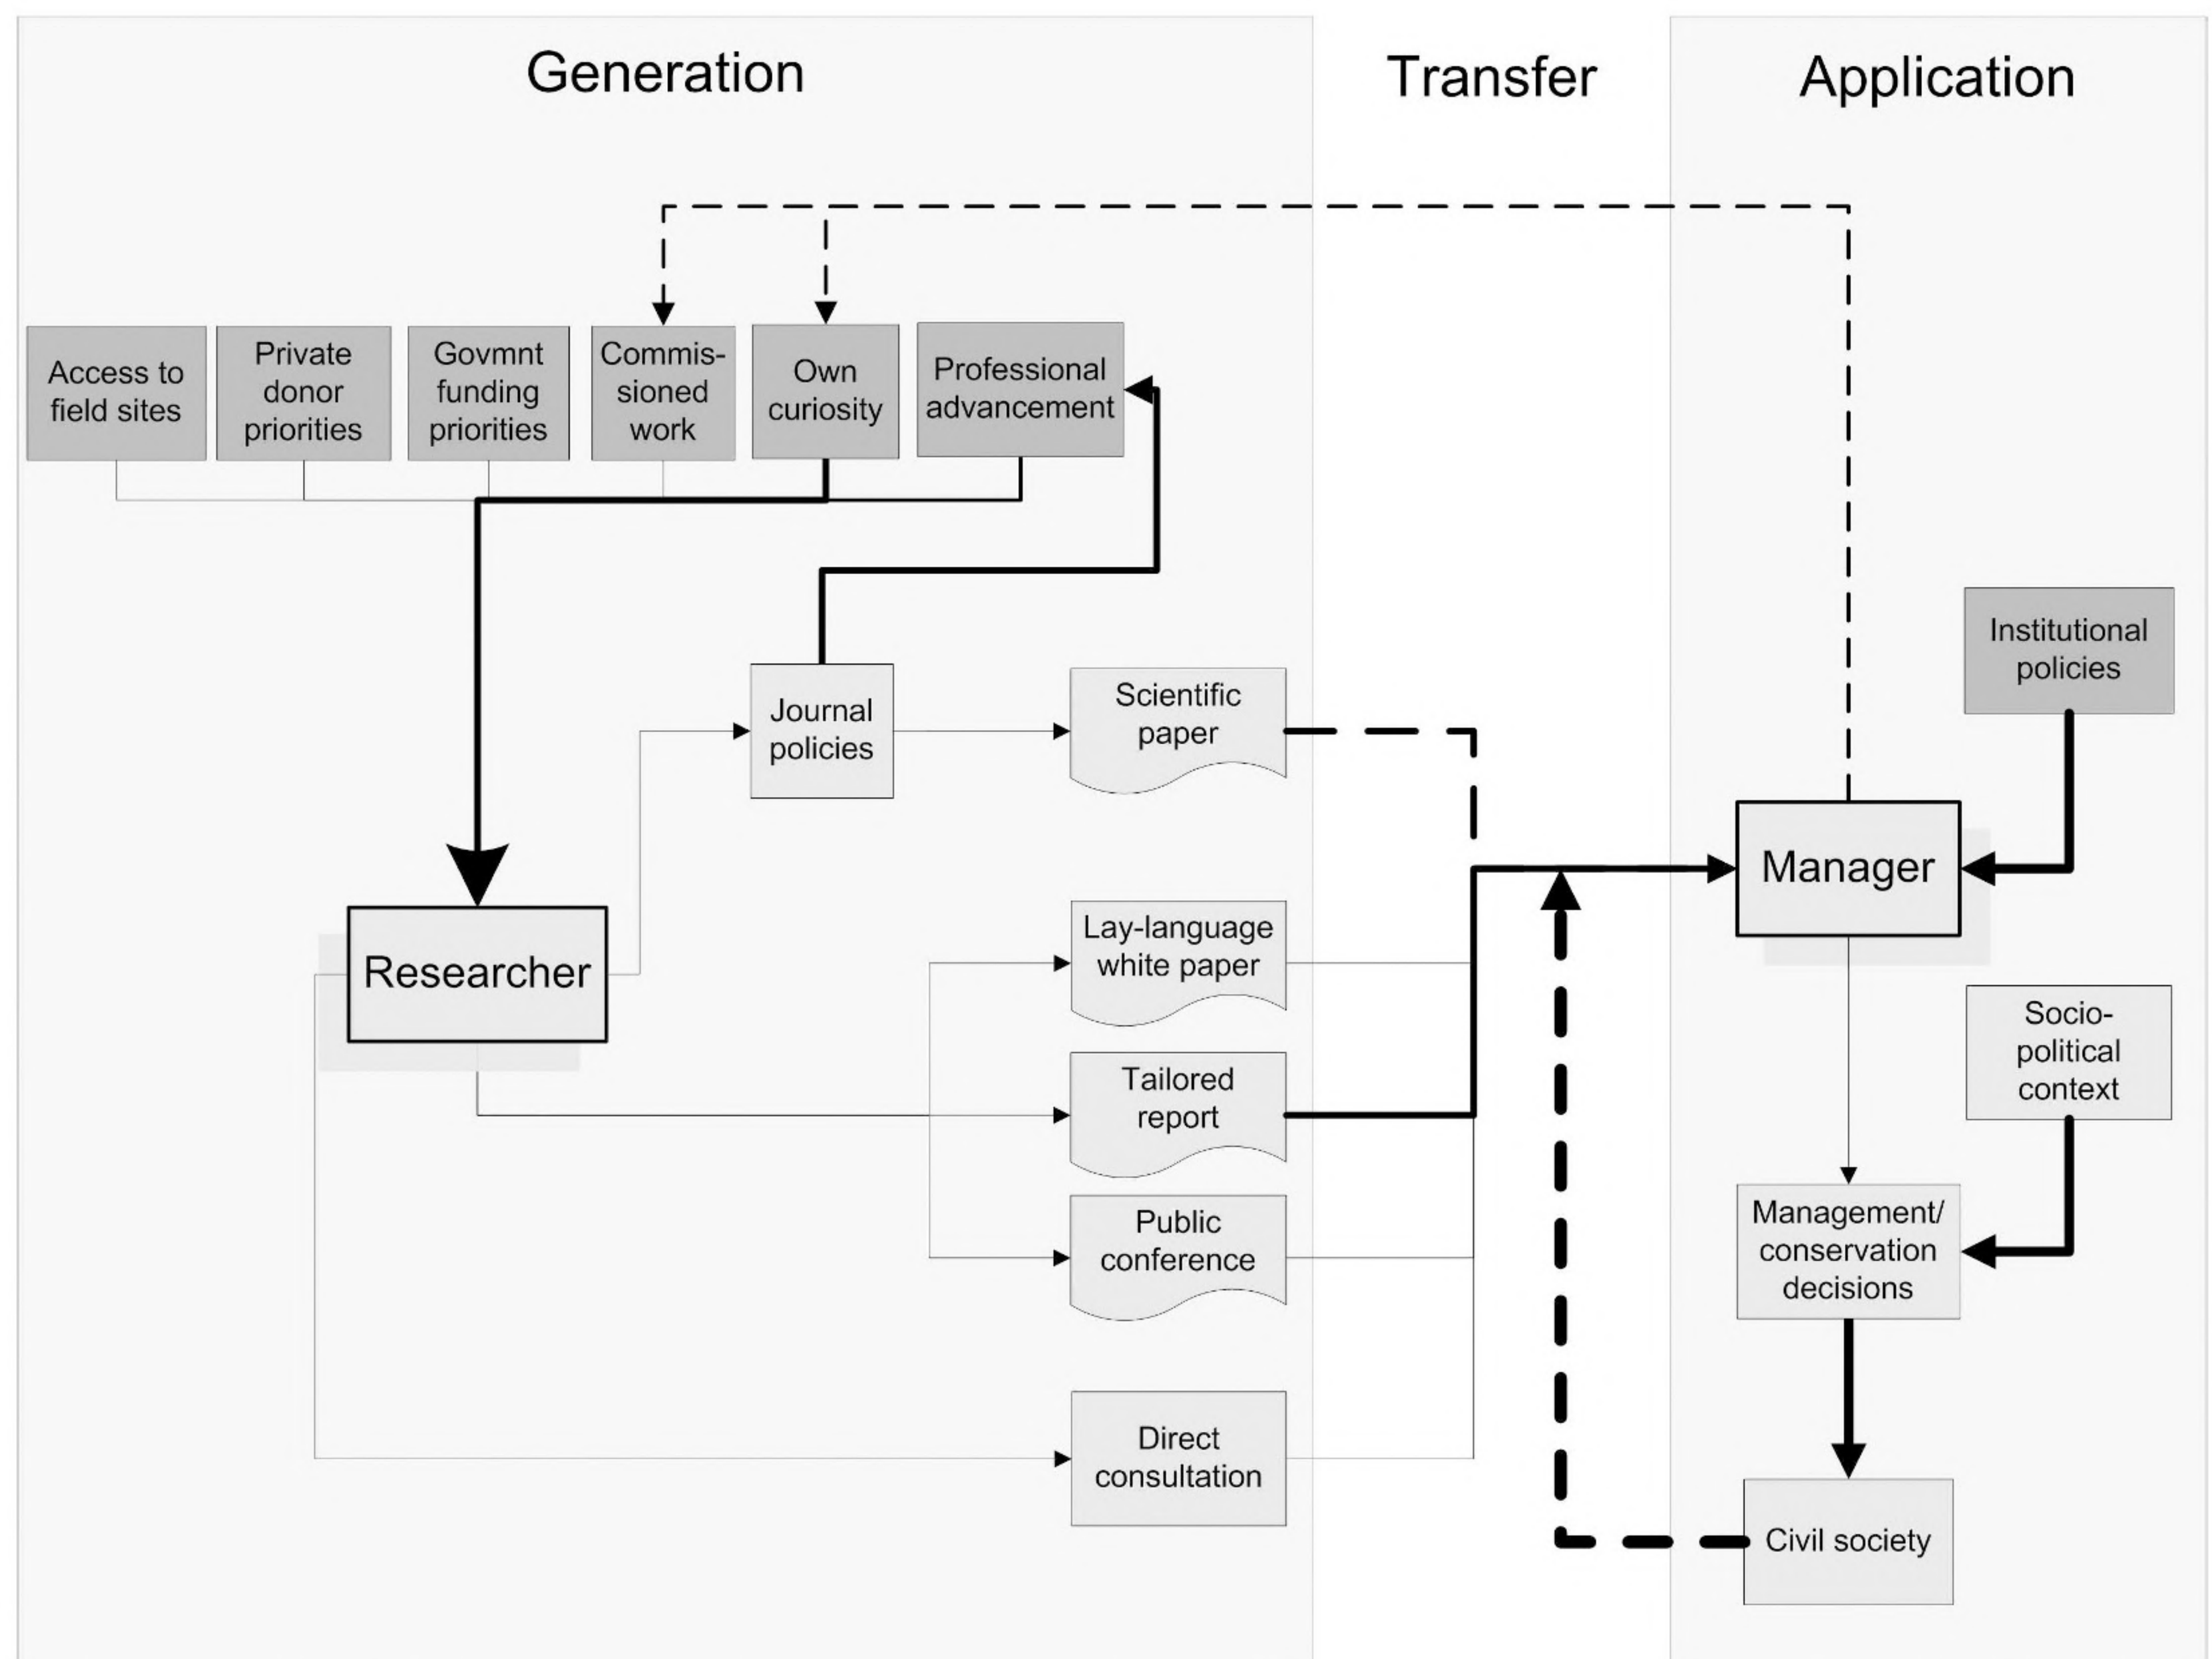 Generation
Transfer
Application
Access to
field sites
Private
donor
priorities
Govmnt
funding
priorities
Commis-
sioned
work
Own
curiosity
Professional
advancement
Institutional
policies
Journal
policies
Scientific
paper
Manager
Researcher
Lay-language
white paper
Socio-
political
context
Tailored
report
Public
conference
Management/
conservation
decisions
Direct
consultation
Civil society